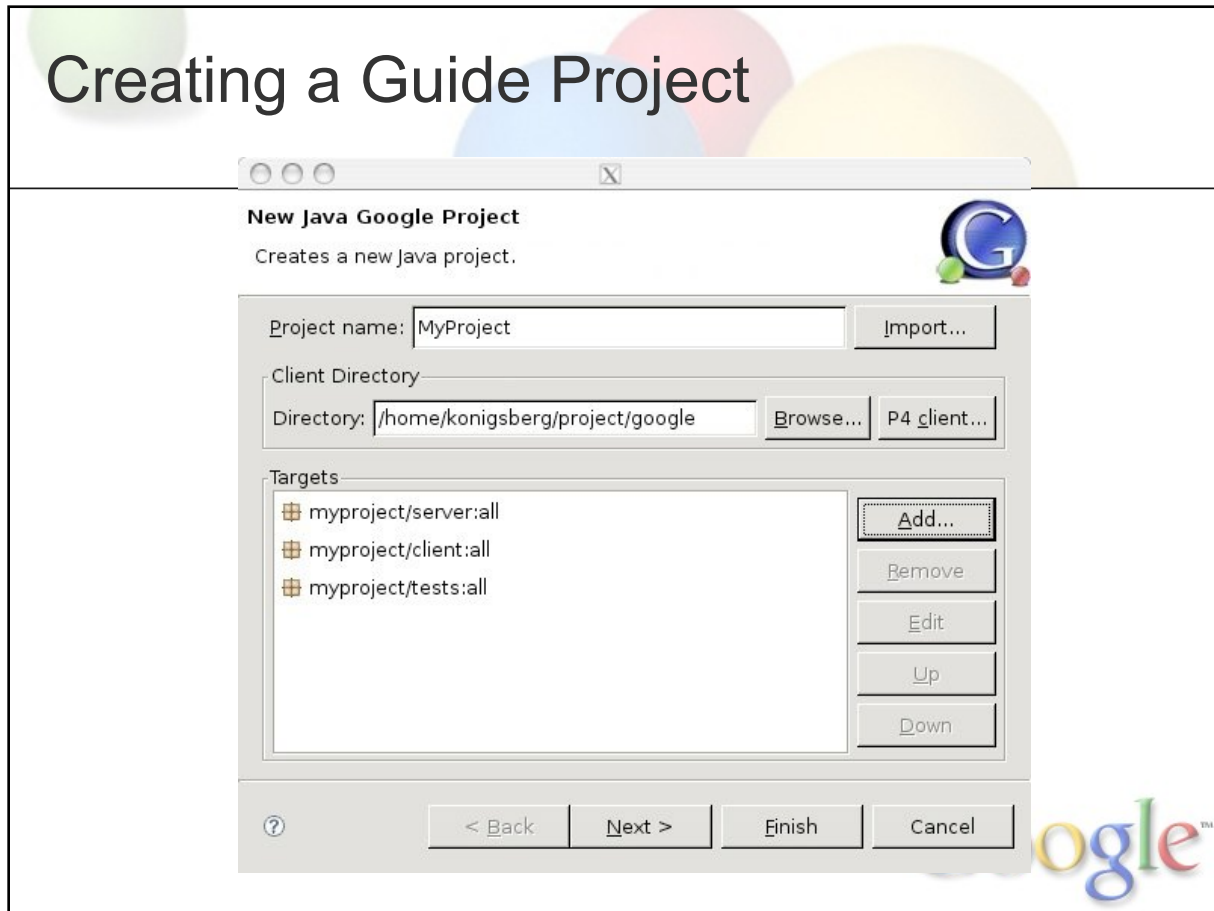 Creating a Guide Project
X
New Java Google Project
Creates a new Java project.
G
Project name: MyProject Import...
Client Directory
Directory: /home/konigsberg/project/google Browse... P4 client...
Targets
myproject/server:all
myproject/client:all
myproject/tests:all
Add...
Remove
Edit
Up
Down
? < Back Next > Finish Cancel
ogle™